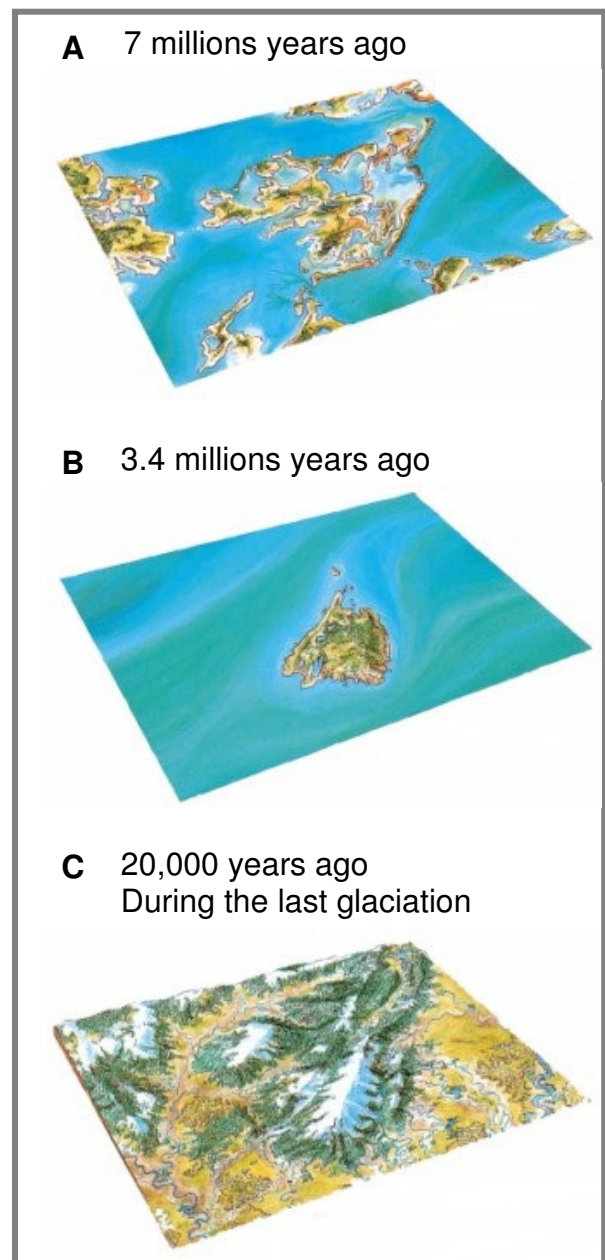 A 7 millions years ago
B 3.4 millions years ago
C 20,000 years ago
During the last glaciation